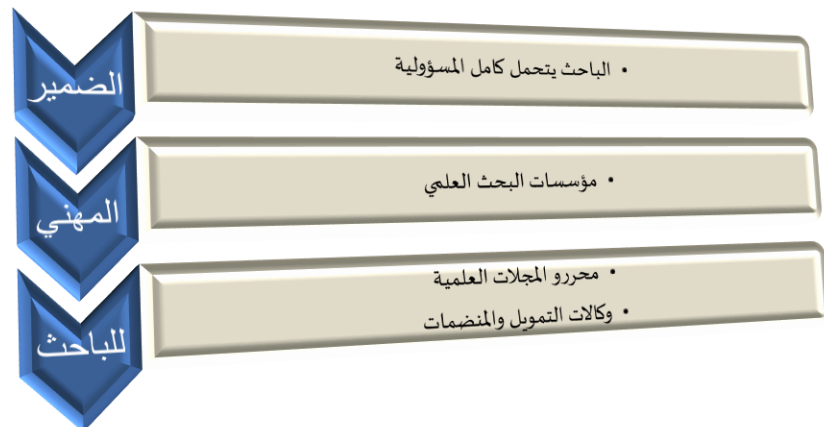 الضمير
• الباحث يتحمل كامل المسؤولية
المهني
• مؤسسات البحث العلمي
للباحث
• محررو المجلات العلمية
• وكالات التمويل والمنضمات